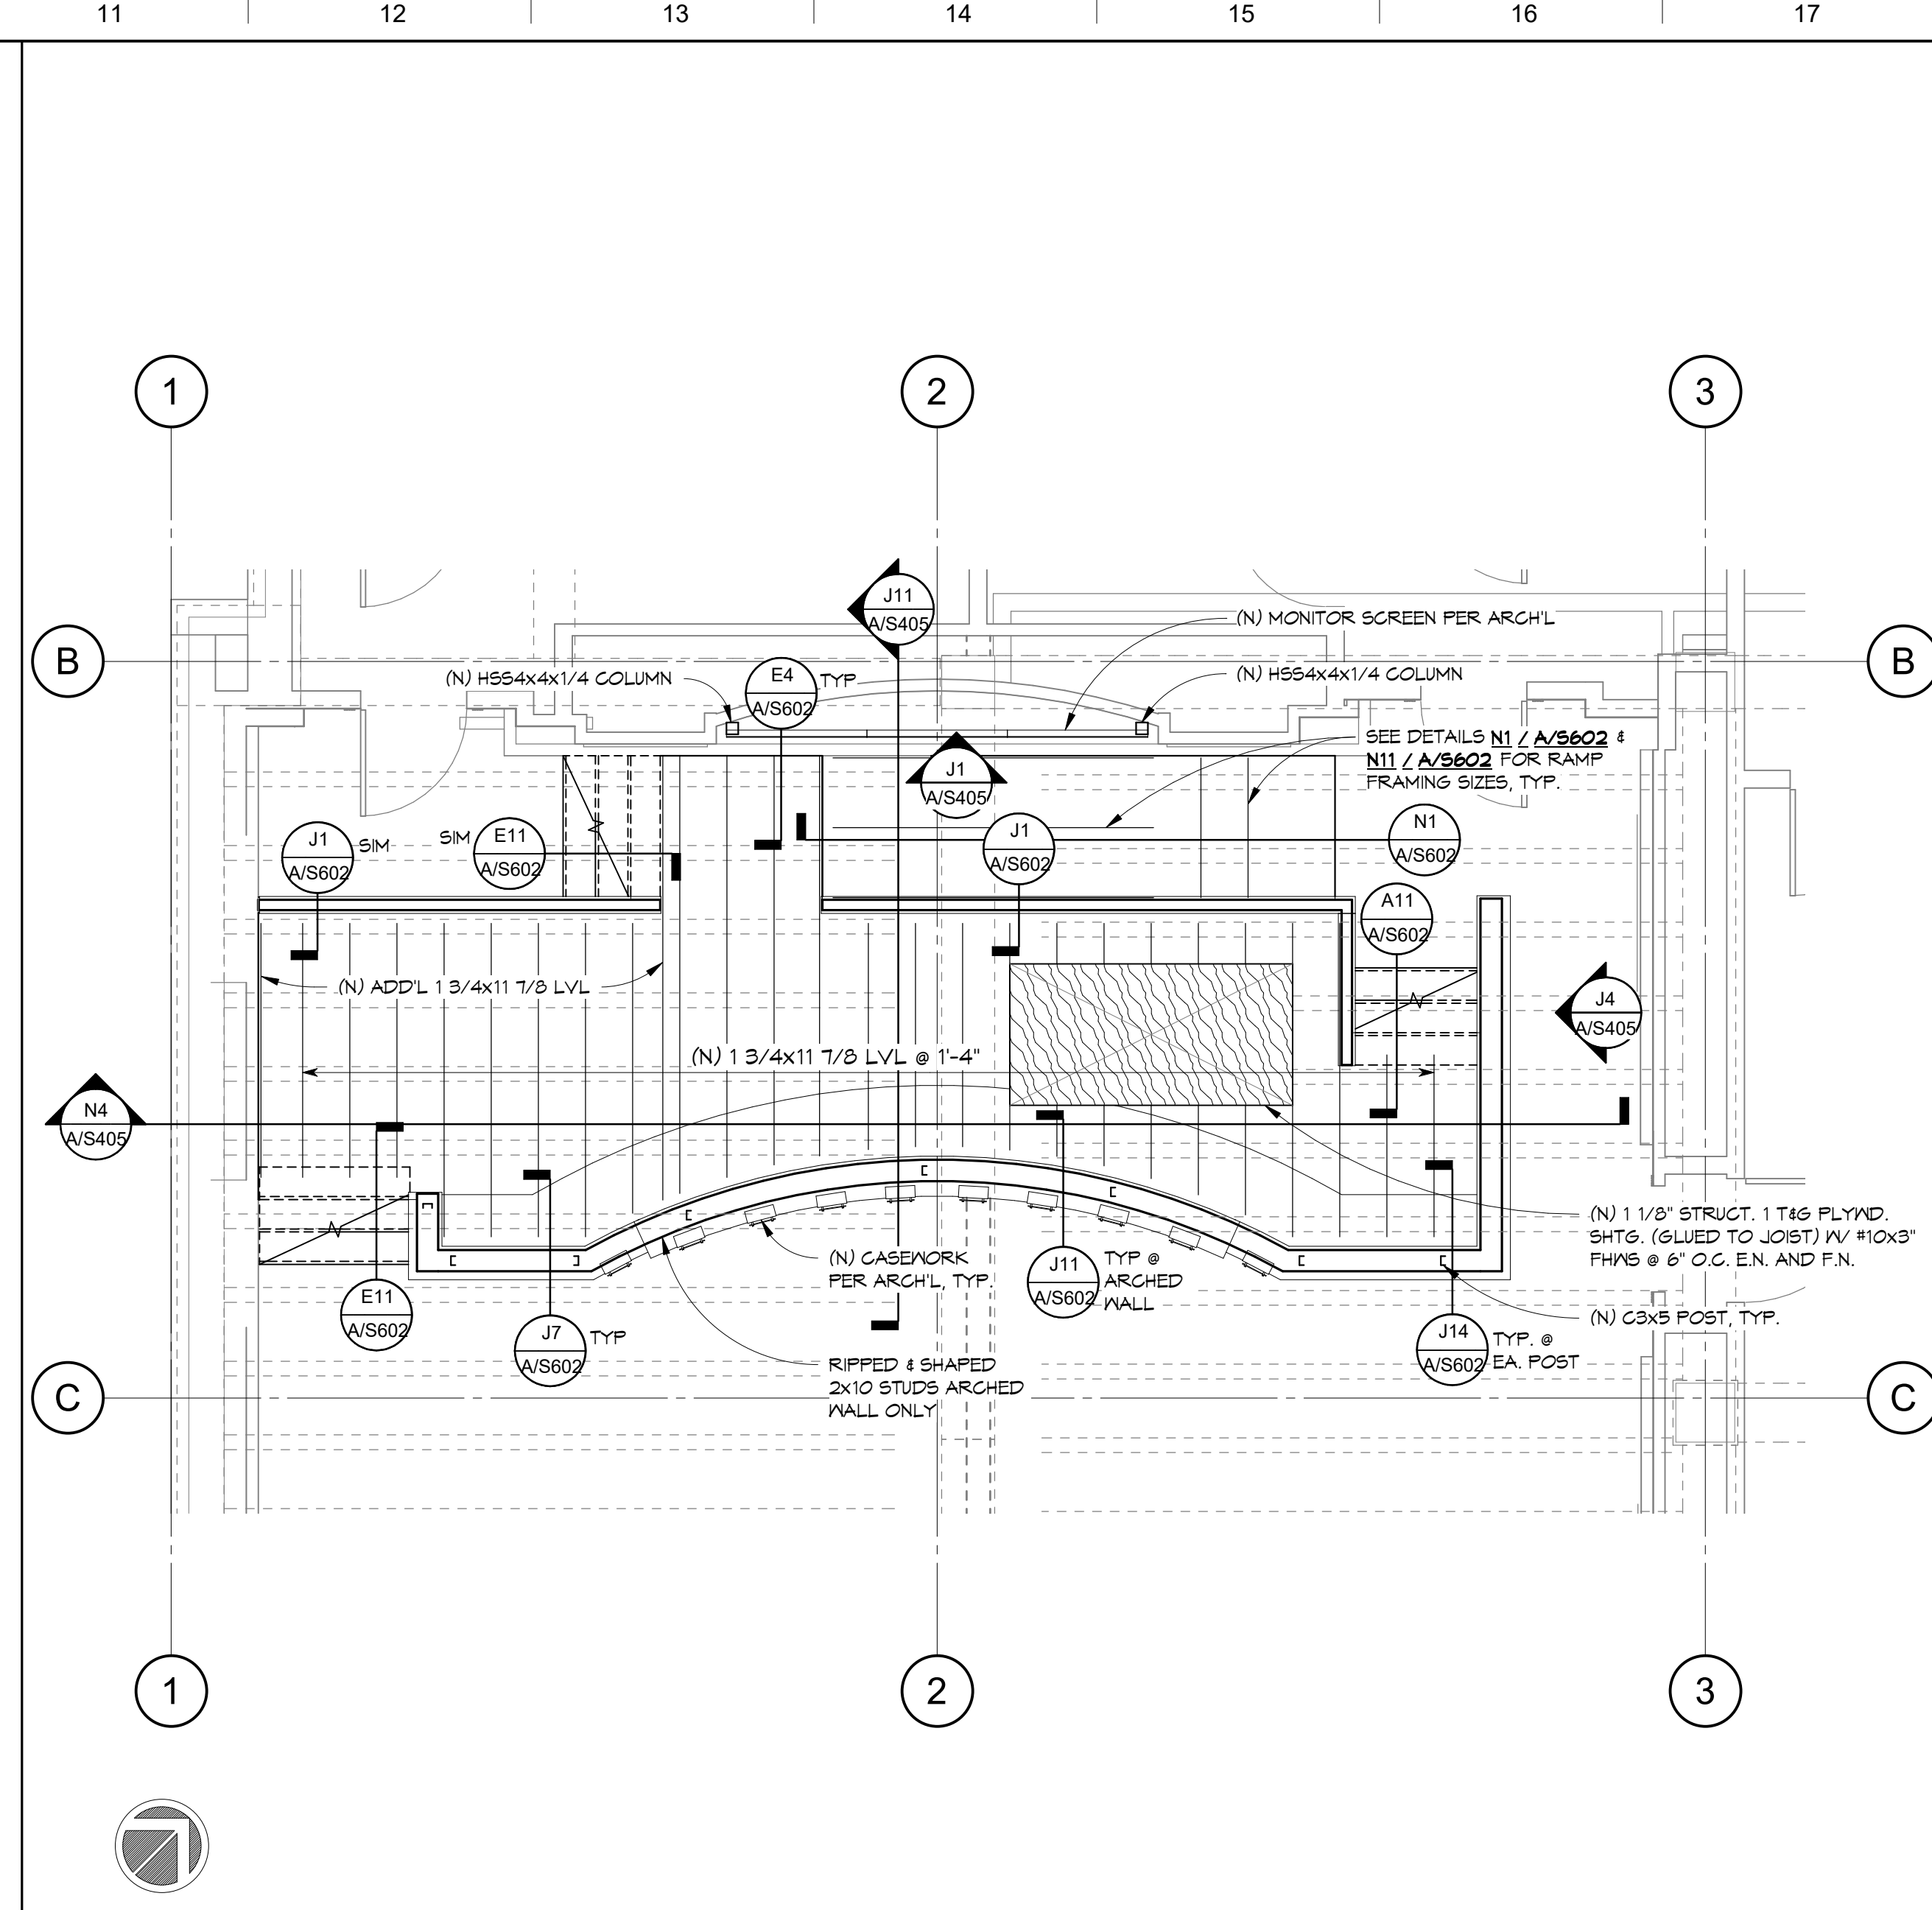 11 12 13 14 15 16 17
1 2 3
J11
A/S405
(N) MONITOR SCREEN PER ARCH'L
B B
(N) HSS4x4x1/4 COLUMN
E4
A/S602
TYP
(N) HSS4x4x1/4 COLUMN
SEE DETAILS N1 / A/S602 &
N11 / A/S602 FOR RAMP
FRAMING SIZES, TYP.
J1
A/S405
J1
A/S602
SIM
SIM
E11
A/S602
J1
A/S602
N1
A/S602
A11
A/S602
(N) ADD'L 1 3/4x11 7/8 LVL
J4
A/S405
(N) 1 3/4x11 7/8 LVL @ 1'-4"
N4
A/S405
(N) 1 1/8" STRUCT. 1 T&G PLYWD.
SHTG. (GLUED TO JOIST) W/ #10x3"
FHWS @ 6" O.C. E.N. AND F.N.
(N) CASEWORK
PER ARCH'L, TYP.
J11
A/S602
TYP @
ARCHED
WALL
E11
A/S602
J7
A/S602
TYP
(N) C3x5 POST, TYP.
J14
A/S602
TYP. @
EA. POST
RIPPED & SHAPED
2x10 STUDS ARCHED
WALL ONLY
C C
1 2 3